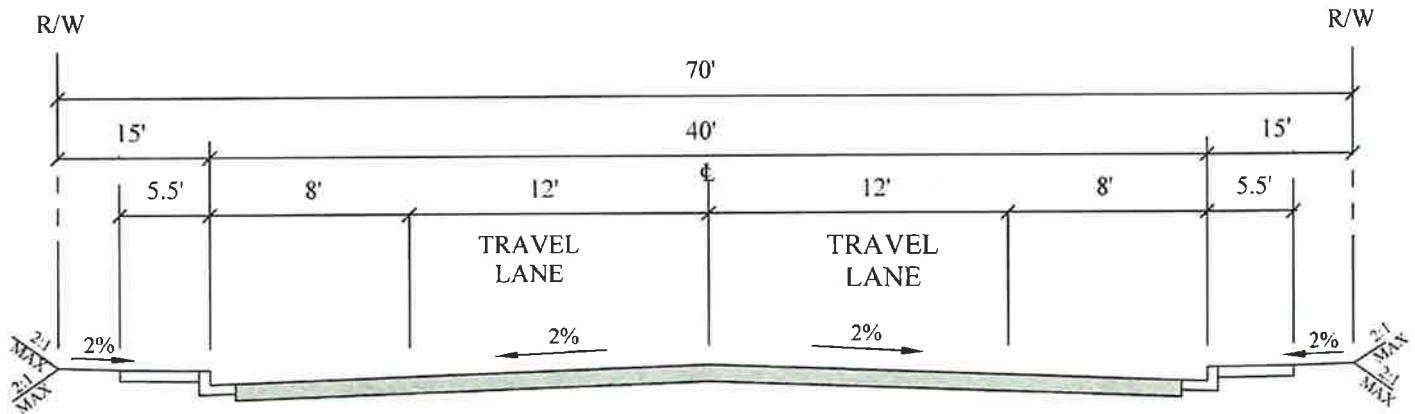 R/W
R/W
70'
15'
40'
15'
℄
5.5'
8'
12'
12'
8'
5.5'
TRAVEL
LANE
TRAVEL
LANE
2:1
MAX
2%
2%
2%
2%
2:1
MAX
2:1
MAX
2:1
MAX